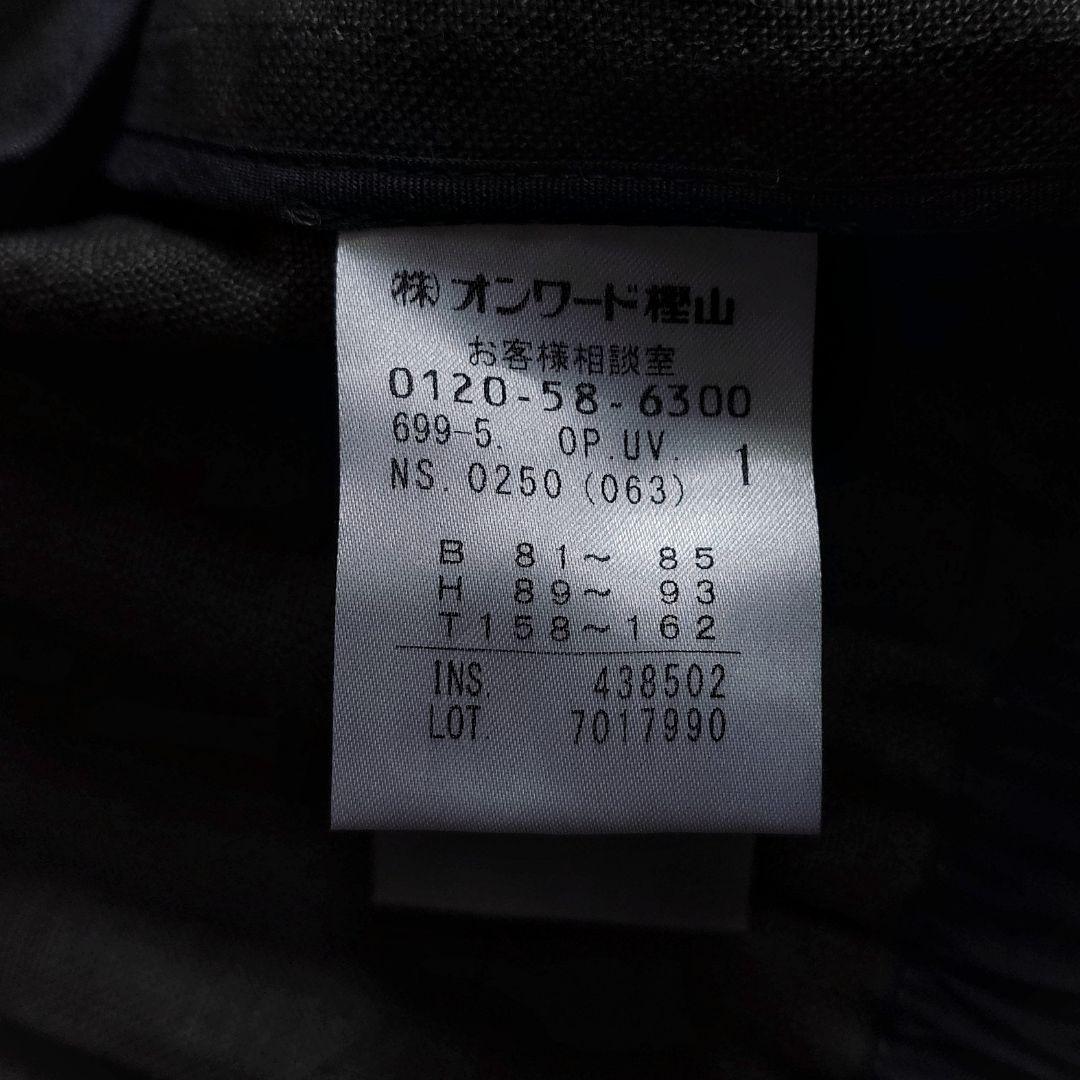 ㈱オンワード樫山
お客様相談室
0120-58-6300
699-5. OP.UV. 1
NS. 0250 (063)
B 81〜 85
H 89〜 93
T158〜162
INS. 438502
LOT. 7017990